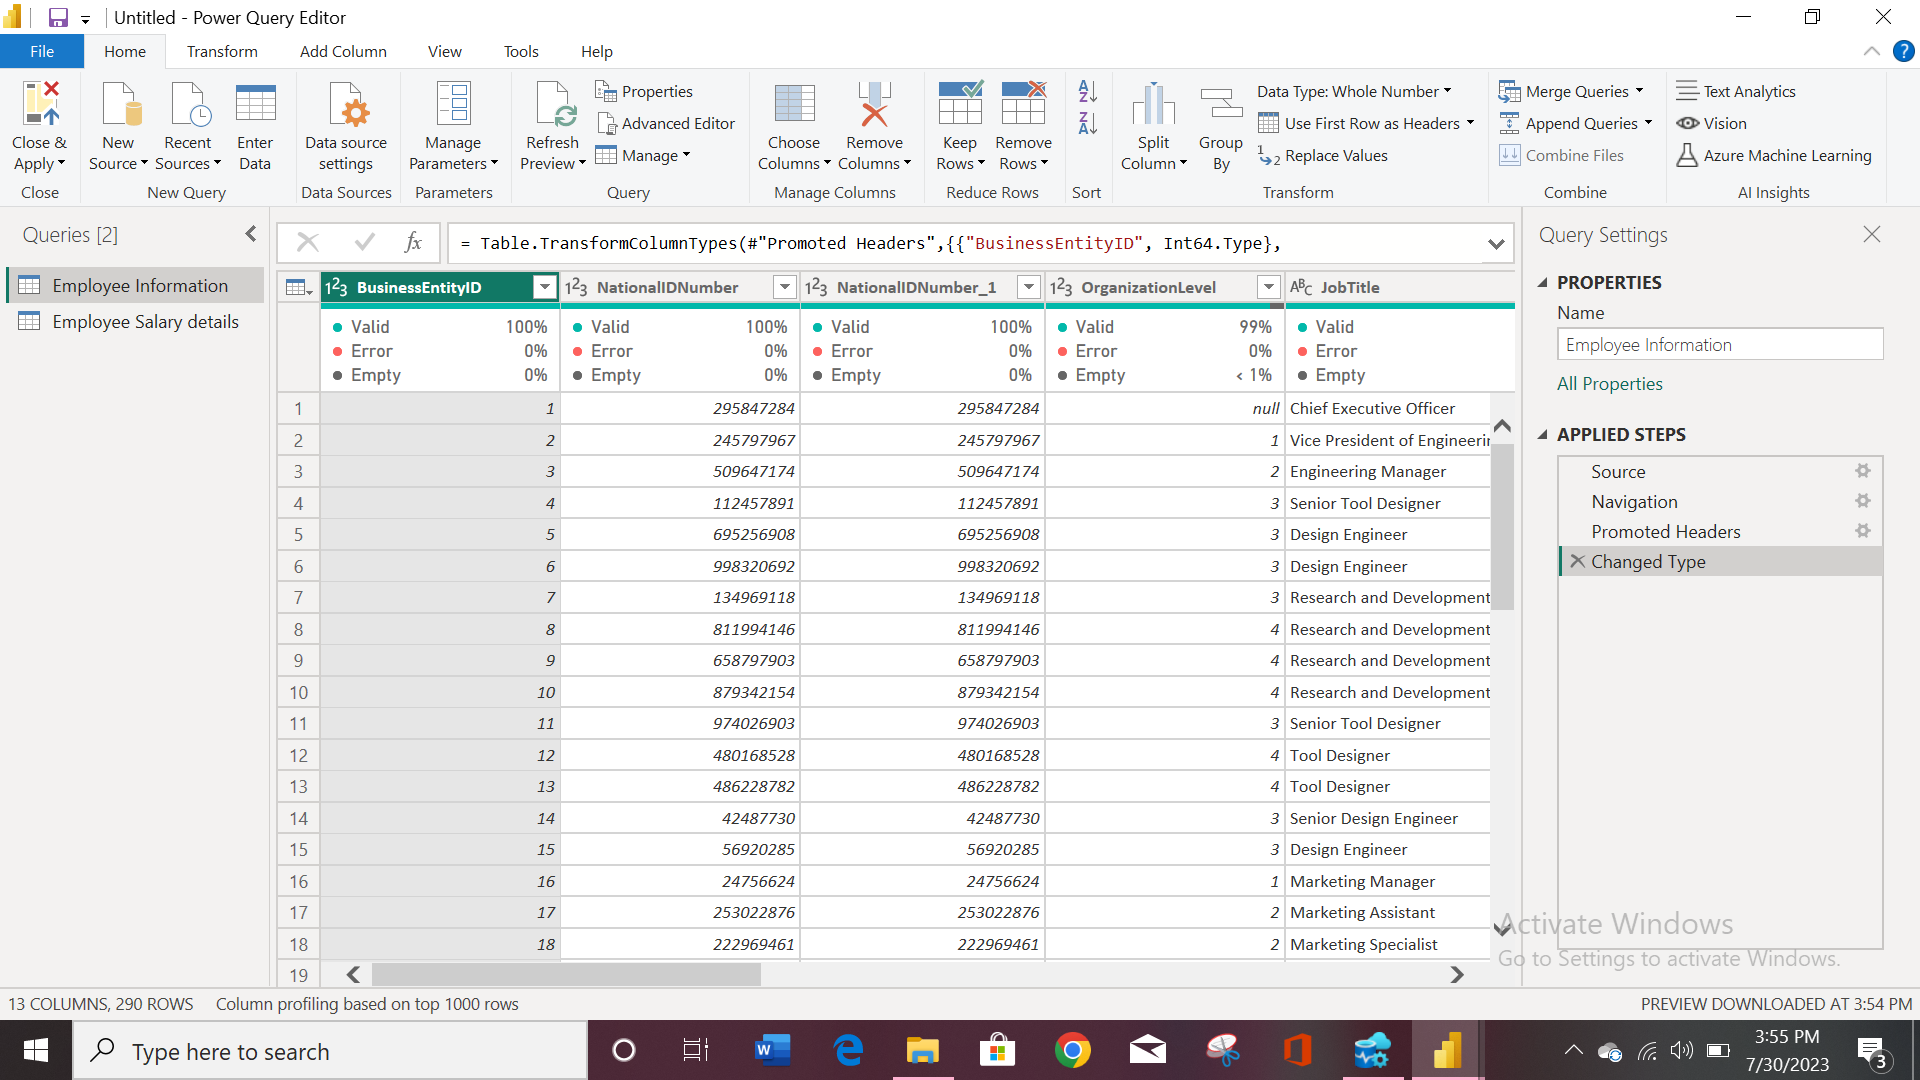 Untitled - Power Query Editor
File Home Transform Add Column View Tools Help
Close & Apply
Close
New Source
Recent Sources
Enter Data
New Query
Data source settings
Data Sources
Manage Parameters
Parameters
Refresh Preview
Properties
Advanced Editor
Manage
Query
Choose Columns
Remove Columns
Manage Columns
Keep Rows
Remove Rows
Reduce Rows
Sort
Split Column
Group By
Data Type: Whole Number
Use First Row as Headers
Replace Values
Transform
Merge Queries
Append Queries
Combine Files
Combine
Text Analytics
Vision
Azure Machine Learning
AI Insights
Queries [2]
Employee Information
Employee Salary details
fx = Table.TransformColumnTypes(#"Promoted Headers",{{"BusinessEntityID", Int64.Type},
123 BusinessEntityID 123 NationalIDNumber 123 NationalIDNumber_1 123 OrganizationLevel ABC JobTitle
Valid 100% Valid 100% Valid 100% Valid 99% Valid
Error 0% Error 0% Error 0% Error 0% Error
Empty 0% Empty 0% Empty 0% Empty < 1% Empty
1 1 295847284 295847284 null Chief Executive Officer
2 2 245797967 245797967 1 Vice President of Engineerin
3 3 509647174 509647174 2 Engineering Manager
4 4 112457891 112457891 3 Senior Tool Designer
5 5 695256908 695256908 3 Design Engineer
6 6 998320692 998320692 3 Design Engineer
7 7 134969118 134969118 3 Research and Development
8 8 811994146 811994146 4 Research and Development
9 9 658797903 658797903 4 Research and Development
10 10 879342154 879342154 4 Research and Development
11 11 974026903 974026903 3 Senior Tool Designer
12 12 480168528 480168528 4 Tool Designer
13 13 486228782 486228782 4 Tool Designer
14 14 42487730 42487730 3 Senior Design Engineer
15 15 56920285 56920285 3 Design Engineer
16 16 24756624 24756624 1 Marketing Manager
17 17 253022876 253022876 2 Marketing Assistant
18 18 222969461 222969461 2 Marketing Specialist
19
Query Settings
PROPERTIES
Name
Employee Information
All Properties
APPLIED STEPS
Source
Navigation
Promoted Headers
Changed Type
Activate Windows
Go to Settings to activate Windows.
13 COLUMNS, 290 ROWS Column profiling based on top 1000 rows
PREVIEW DOWNLOADED AT 3:54 PM
Type here to search
3:55 PM
7/30/2023
3